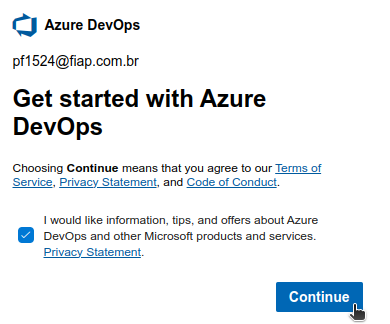 Azure DevOps
pf1524@fiap.com.br
Get started with Azure
DevOps
Choosing Continue means that you agree to our Terms of
Service, Privacy Statement, and Code of Conduct.
I would like information, tips, and offers about Azure
DevOps and other Microsoft products and services.
Privacy Statement.
Continue